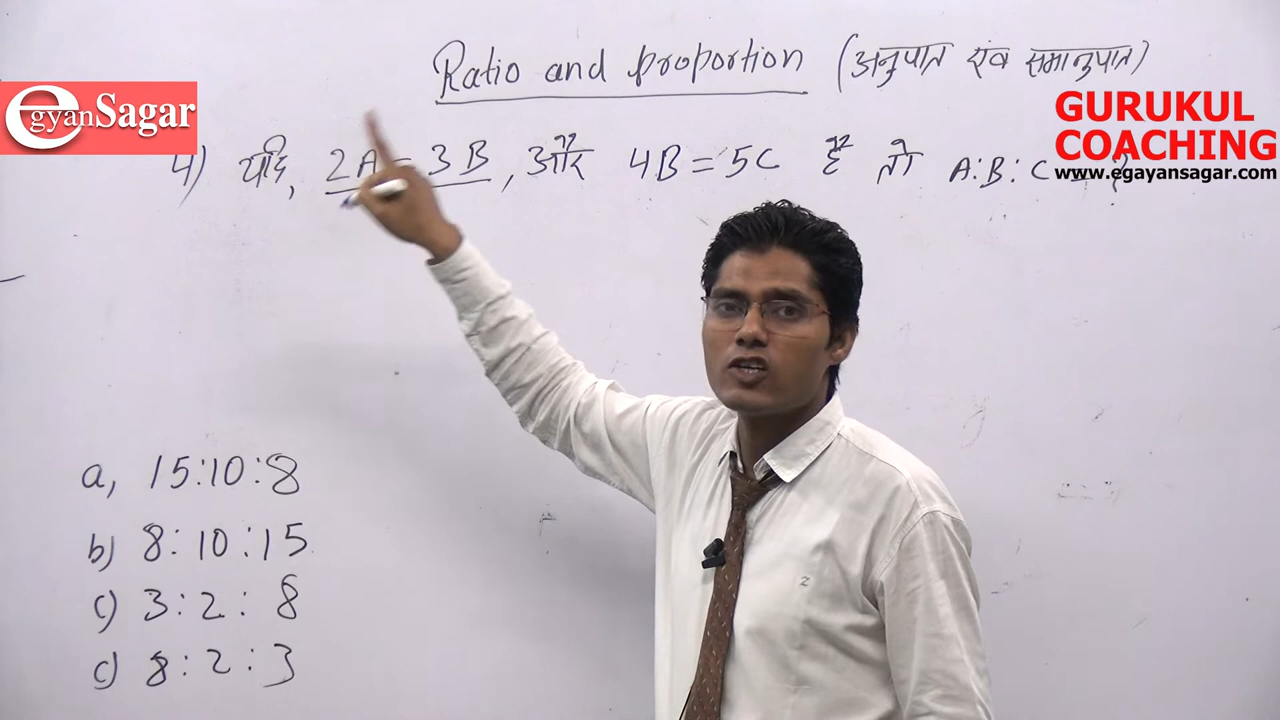 Ratio and proportion (अनुपात एंव समानुपात)
egyanSagar
GURUKUL
COACHING
www.egayansagar.com
4) यदि, 2A = 3B, और 4B = 5C है तो A:B:C = ?
a, 15:10:8
b) 8:10:15
c) 3:2:8
d) 8:2:3